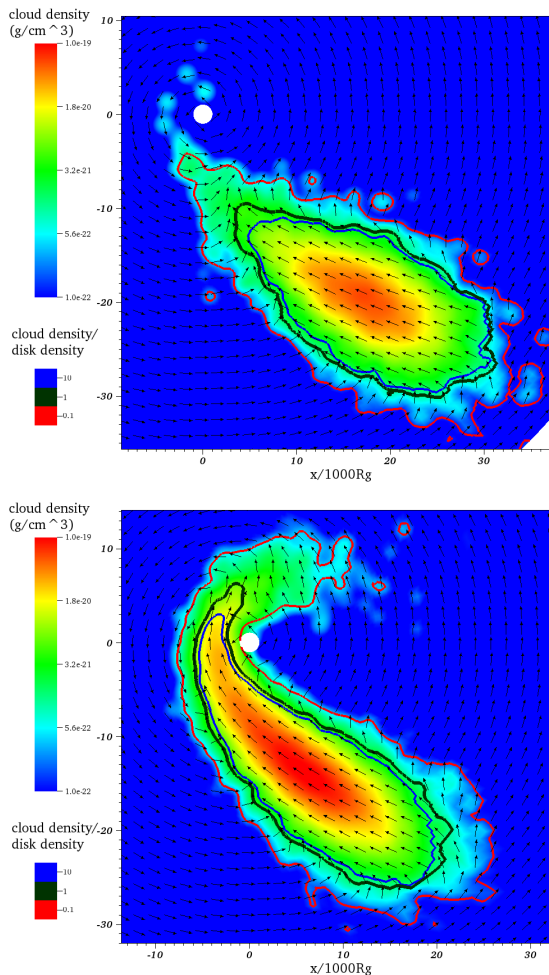 cloud density
(g/cm^3)
1.0e-19
1.8e-20
3.2e-21
5.6e-22
1.0e-22
cloud density/
disk density
10
1
0.1
10
0
-10
-20
-30
0
10
20
30
x/1000Rg
cloud density
(g/cm^3)
1.0e-19
1.8e-20
3.2e-21
5.6e-22
1.0e-22
cloud density/.
disk density
10
1
0.1
10
0
-10
-20
-30
-10
0
10
20
30
x/1000Rg